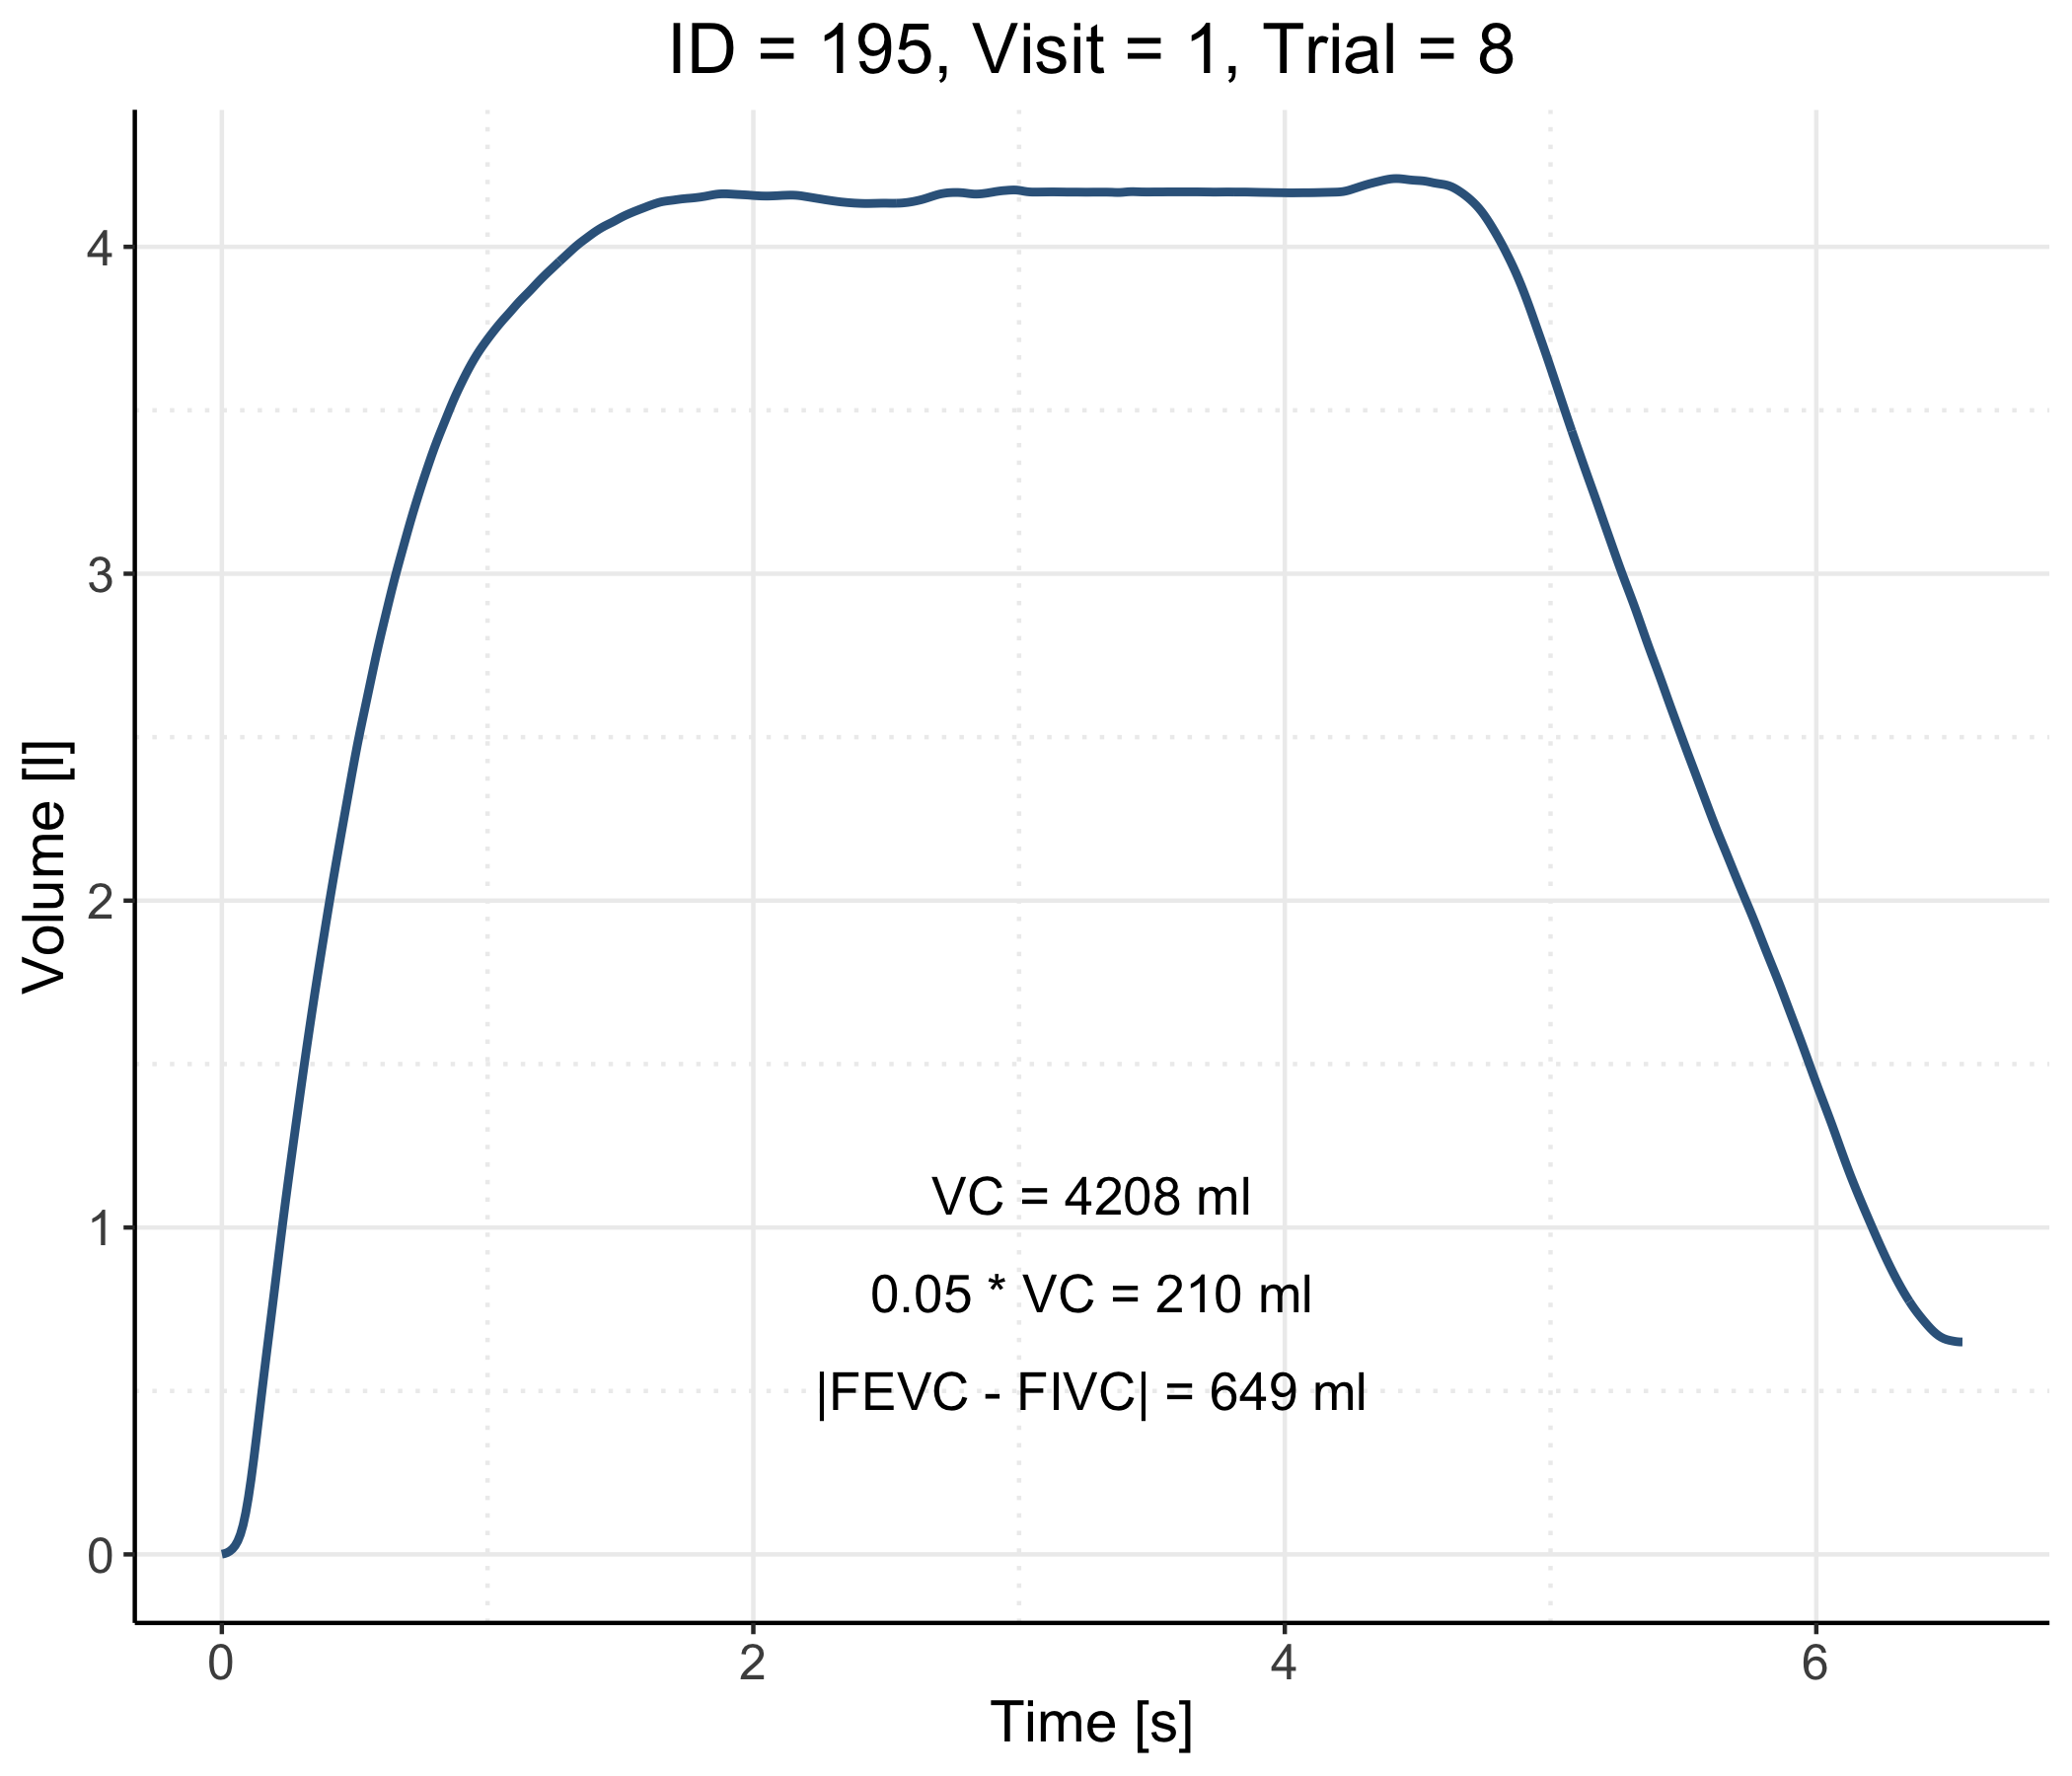 ID = 195, Visit = 1, Trial = 8
4
3
2
1
0
Volume [l]
VC = 4208 ml
0.05 * VC = 210 ml
|FEVC - FIVC| = 649 ml
0 2 4 6
Time [s]